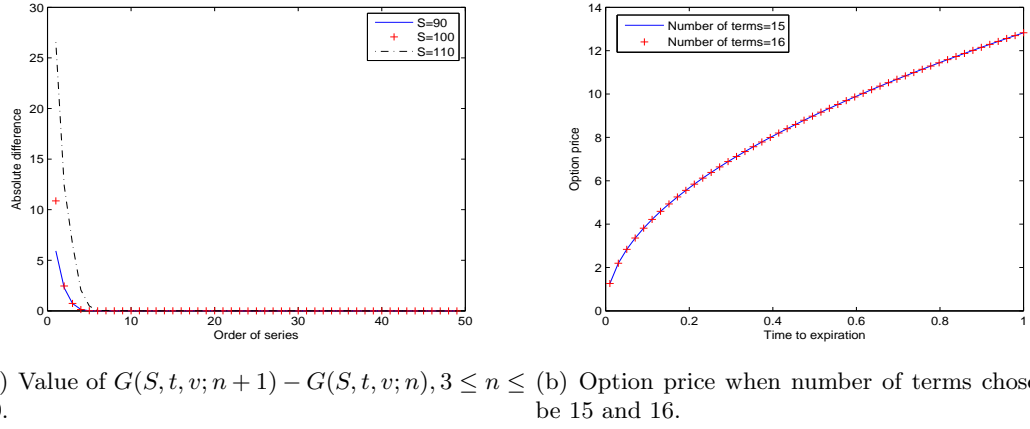 30
25
20
15
10
5
0
0 10 20 30 40 50
Absolute difference
Order of series
S=90
S=100
S=110
14
12
10
8
6
4
2
0
0 0.2 0.4 0.6 0.8 1
Option price
Time to expiration
Number of terms=15
Number of terms=16
) Value of G(S, t, v; n + 1) − G(S, t, v; n), 3 ≤ n ≤
.
(b) Option price when number of terms chose
be 15 and 16.